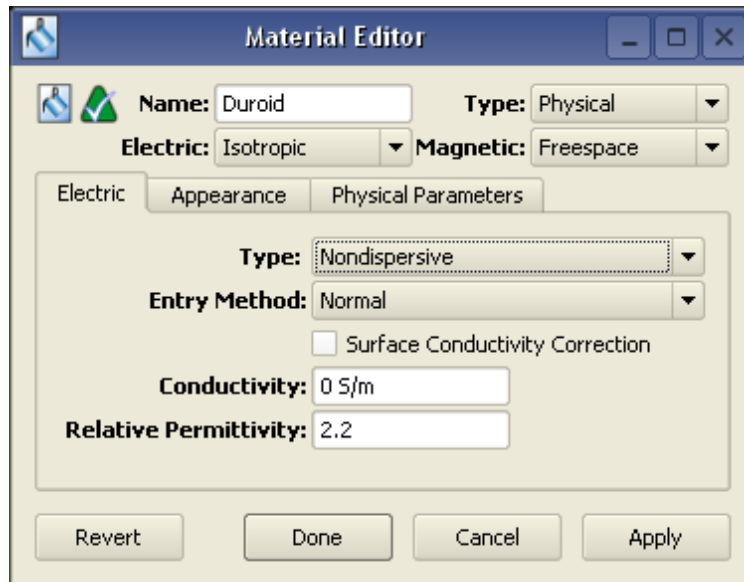 Material Editor
Name: Duroid Type: Physical
Electric: Isotropic Magnetic: Freespace
Electric Appearance Physical Parameters
Type: Nondispersive
Entry Method: Normal
Surface Conductivity Correction
Conductivity: 0 S/m
Relative Permittivity: 2.2
Revert Done Cancel Apply